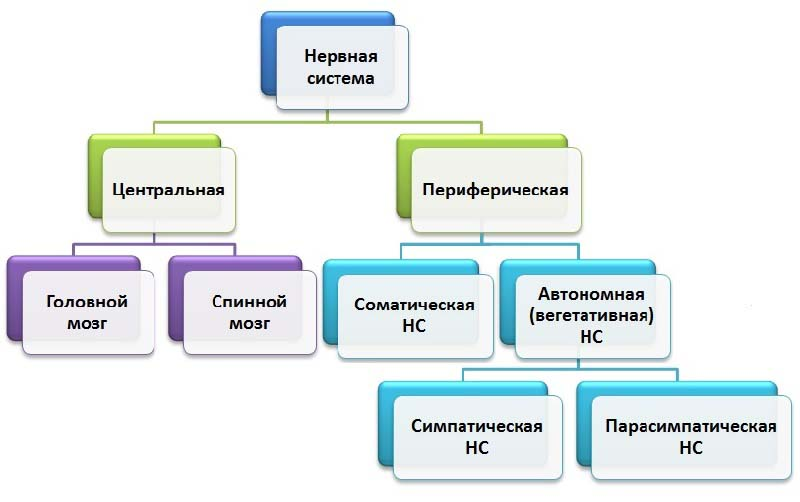 Нервная
система
Центральная
Периферическая
Головной
мозг
Спинной
мозг
Соматическая
НС
Автономная
(вегетативная)
НС
Симпатическая
НС
Парасимпатическая
НС